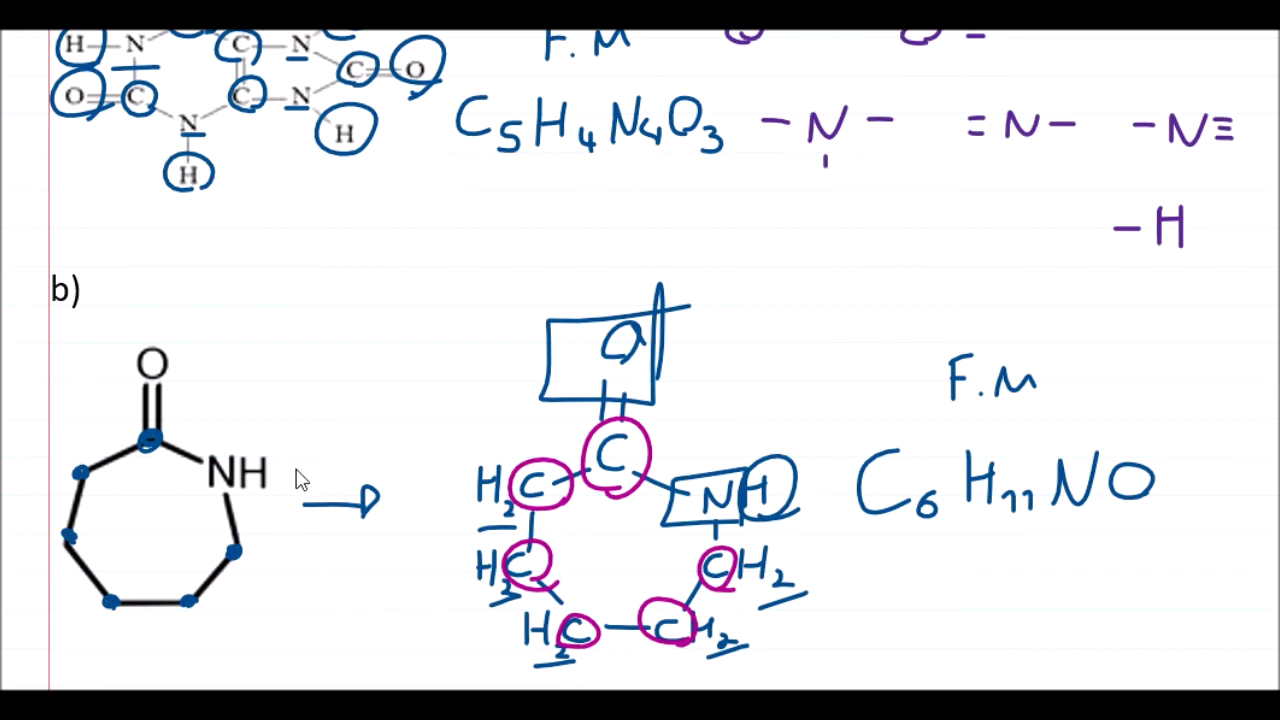 H N C N F.M
C O
O C C N C5H4N4O3 - N - = N - - N ≡
N H
H - H
b)
O O F.M
C
NH H2C NH C6H11NO
H2C CH2
H2C CH2